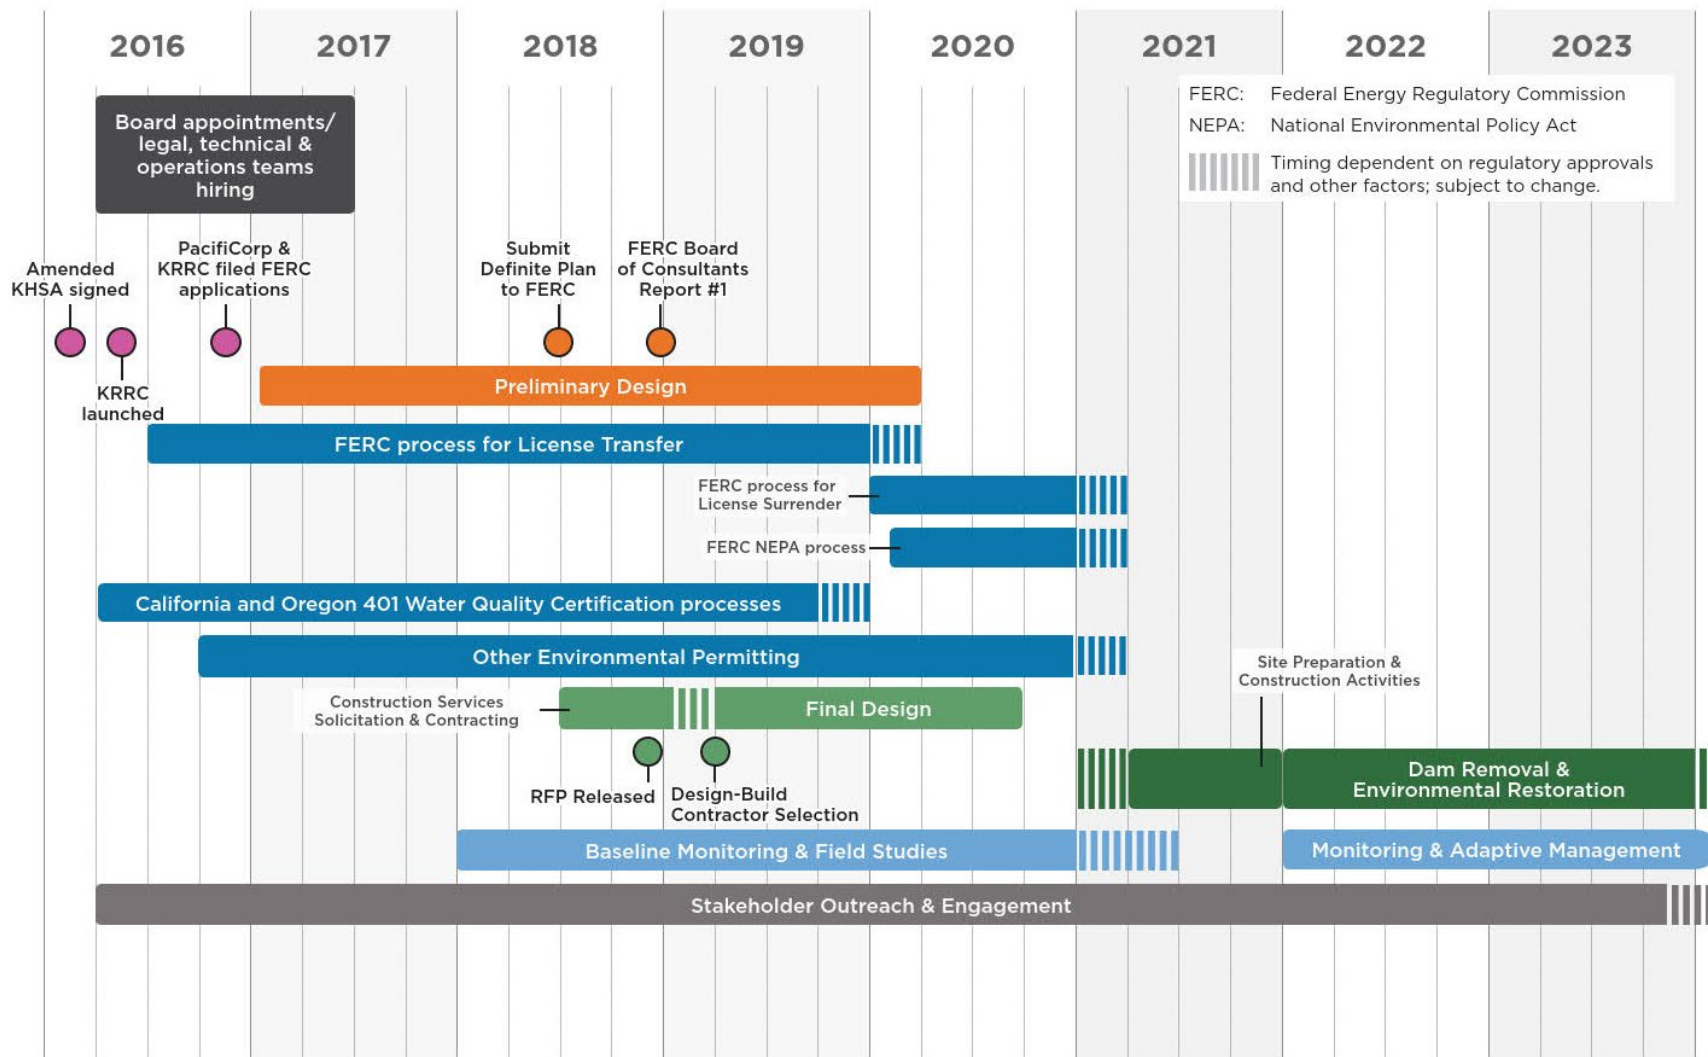 2016
2017
2018
2019
2020
2021
2022
2023
FERC: Federal Energy Regulatory Commission
NEPA: National Environmental Policy Act
Timing dependent on regulatory approvals
and other factors; subject to change.
Board appointments/
legal, technical &
operations teams
hiring
Amended
KHSA signed
KRRC
launched
PacifiCorp &
KRRC filed FERC
applications
Submit
Definite Plan
to FERC
FERC Board
of Consultants
Report #1
Preliminary Design
FERC process for License Transfer
FERC process for
License Surrender
FERC NEPA process
California and Oregon 401 Water Quality Certification processes
Other Environmental Permitting
Construction Services
Solicitation & Contracting
Final Design
RFP Released
Design-Build
Contractor Selection
Site Preparation &
Construction Activities
Dam Removal &
Environmental Restoration
Baseline Monitoring & Field Studies
Monitoring & Adaptive Management
Stakeholder Outreach & Engagement